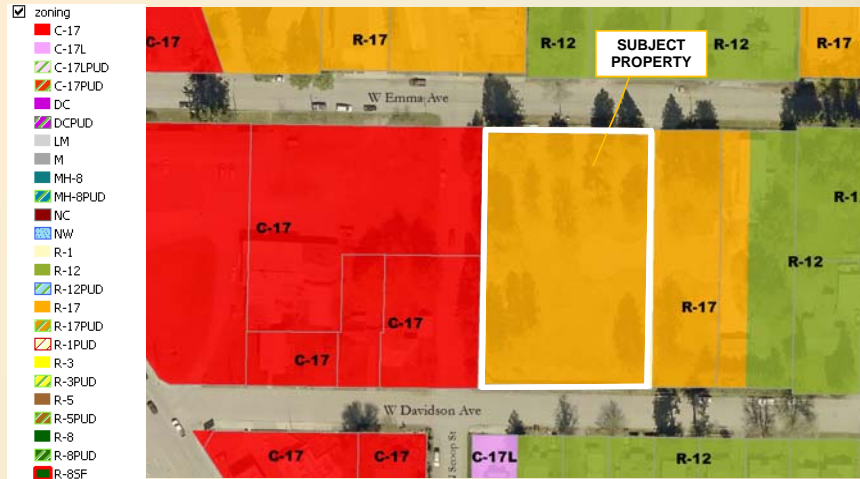 zoning
C-17
C-17L
C-17LPUD
C-17PUD
DC
DCPUD
LM
M
MH-8
MH-8PUD
NC
NW
R-1
R-12
R-12PUD
R-17
R-17PUD
R-1PUD
R-3
R-3PUD
R-5
R-5PUD
R-8
R-8PUD
R-8SF
C-17
R-17
R-12
SUBJECT
PROPERTY
R-12
R-17
W Emma Ave
C-17
R-1
R-12
R-17
C-17
C-17
W Davidson Ave
C-17
C-17
C-17L
R-12